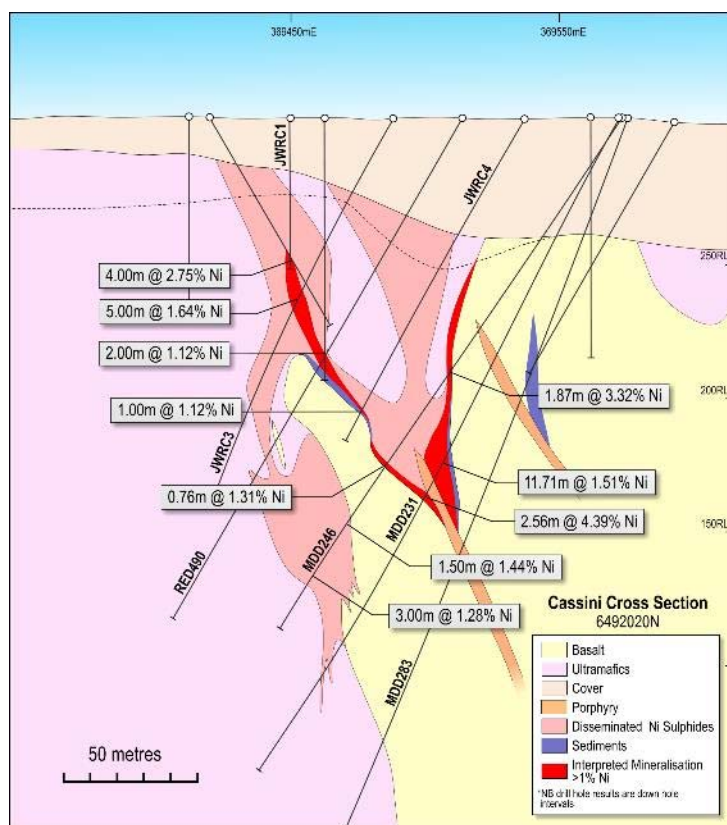 389450mE
369550mE
JWRC1
JWRC4
250RL
4.00m @ 2.75% Ni
5.00m @ 1.64% Ni
2.00m @ 1.12% Ni
200RL
1.87m @ 3.32% Ni
1.00m @ 1.12% Ni
JWRC3
11.71m @ 1.51% Ni
0.76m @ 1.31% Ni
2.56m @ 4.39% Ni
150RL
MDD231
MDD246
RED490
1.50m @ 1.44% Ni
3.00m @ 1.28% Ni
MDD283
Cassini Cross Section
6492020N
Basalt
Ultramafics
Cover
Porphyry
Disseminated Ni Sulphides
Sediments
Interpreted Mineralisation
>1% Ni
*NB drill hole results are down hole
intervals
50 metres